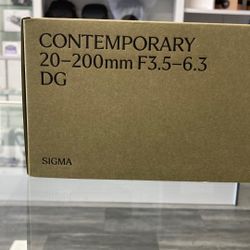 CONTEMPORARY
20–200mm F3.5–6.3
DG
SIGMA